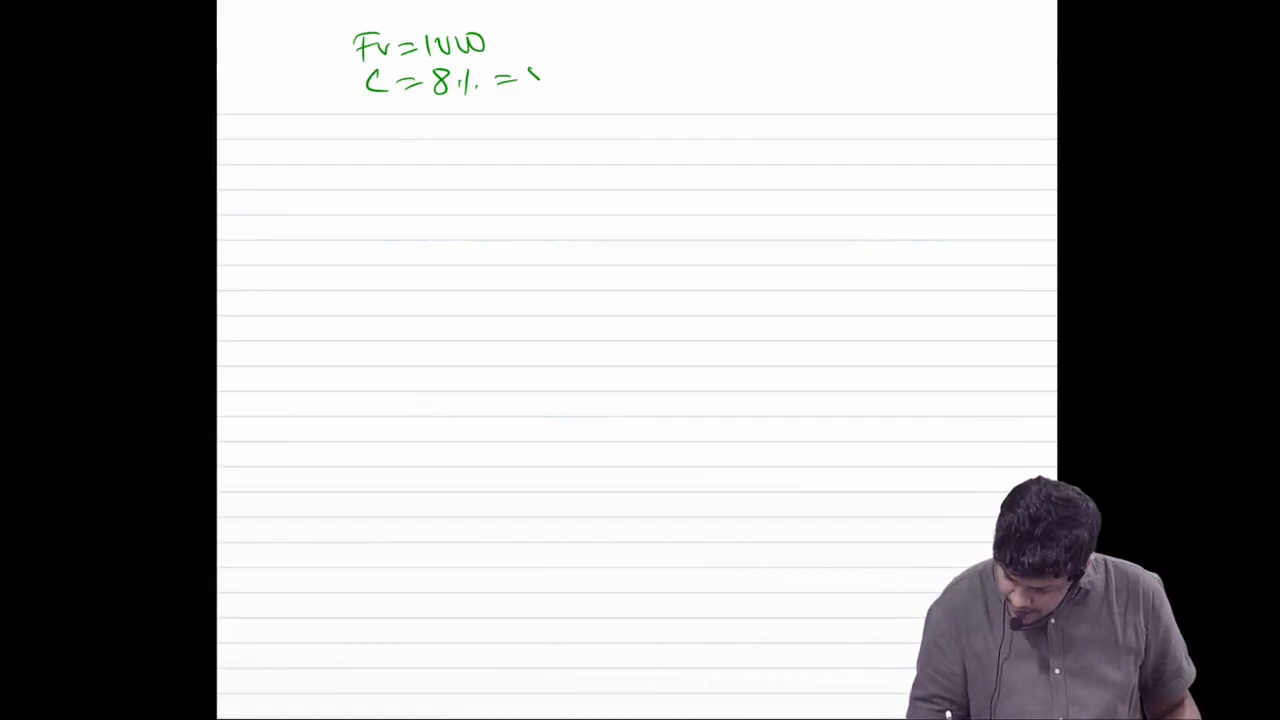 Fv = 1000
C = 8% =